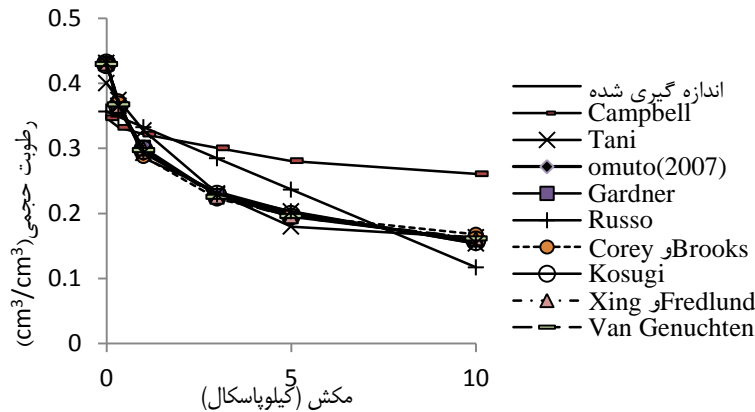 0.5
0.4
0.3
0.2
0.1
0
0
5
10
رطوبت حجمی(cm³/cm³)
مکش (کیلوپاسکال)
اندازه گیری شده
Campbell
Tani
omuto(2007)
Gardner
Russo
Corey وBrooks
Kosugi
Xing وFredlund
Van Genuchten